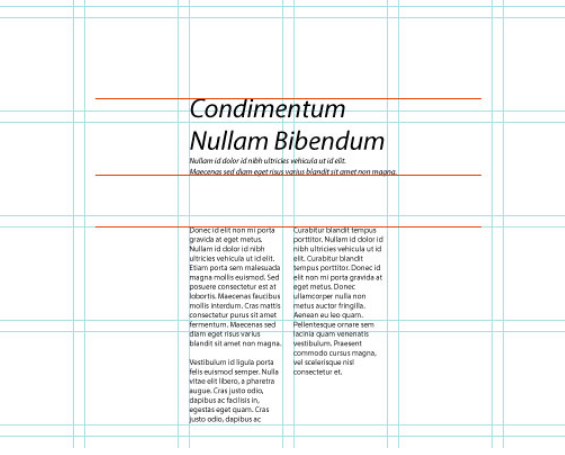 Condimentum
Nullam Bibendum
Nullam id dolor id nibh ultricies vehicula ut id elit.
Maecenas sed diam eget risus varius blandit sit amet non magna.
Donec id elit non mi porta
gravida at eget metus.
Nullam id dolor id nibh
ultricies vehicula ut id elit.
Etiam porta sem malesuada
magna mollis euismod. Sed
posuere consectetur est at
lobortis. Maecenas faucibus
mollis interdum. Cras mattis
consectetur purus sit amet
fermentum. Maecenas sed
diam eget risus varius
blandit sit amet non magna.
Vestibulum id ligula porta
felis euismod semper. Nulla
vitae elit libero, a pharetra
augue. Cras justo odio,
dapibus ac facilisis in,
egestas eget quam. Cras
justo odio, dapibus ac
Curabitur blandit tempus
porttitor. Nullam id dolor id
nibh ultricies vehicula ut id
elit. Curabitur blandit
tempus porttitor. Donec id
elit non mi porta gravida at
eget metus. Donec
ullamcorper nulla non
metus auctor fringilla.
Aenean eu leo quam.
Pellentesque ornare sem
lacinia quam venenatis
vestibulum. Praesent
commodo cursus magna,
vel scelerisque nisl
consectetur et.